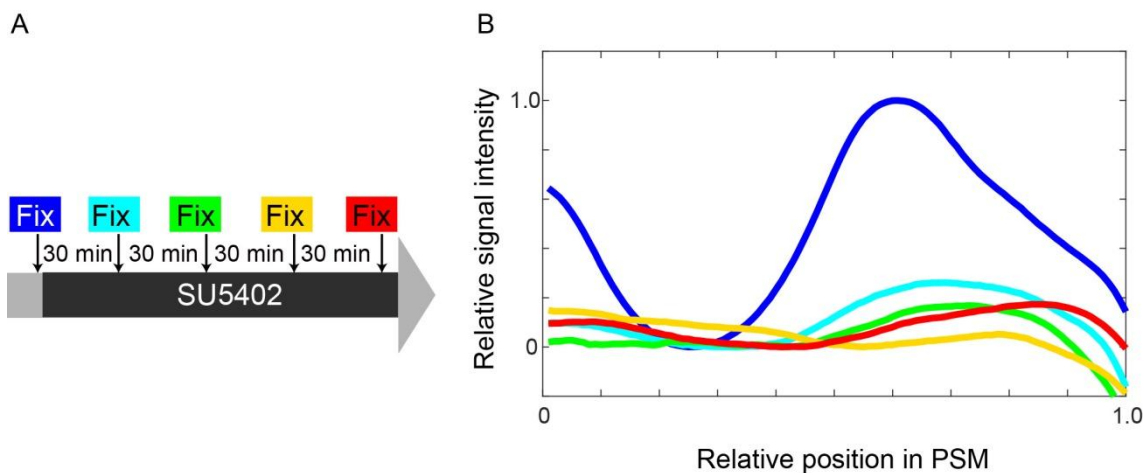 A
Fix Fix Fix Fix Fix
30 min 30 min 30 min 30 min
SU5402
B
Relative signal intensity
1.0
0
0 1.0
Relative position in PSM